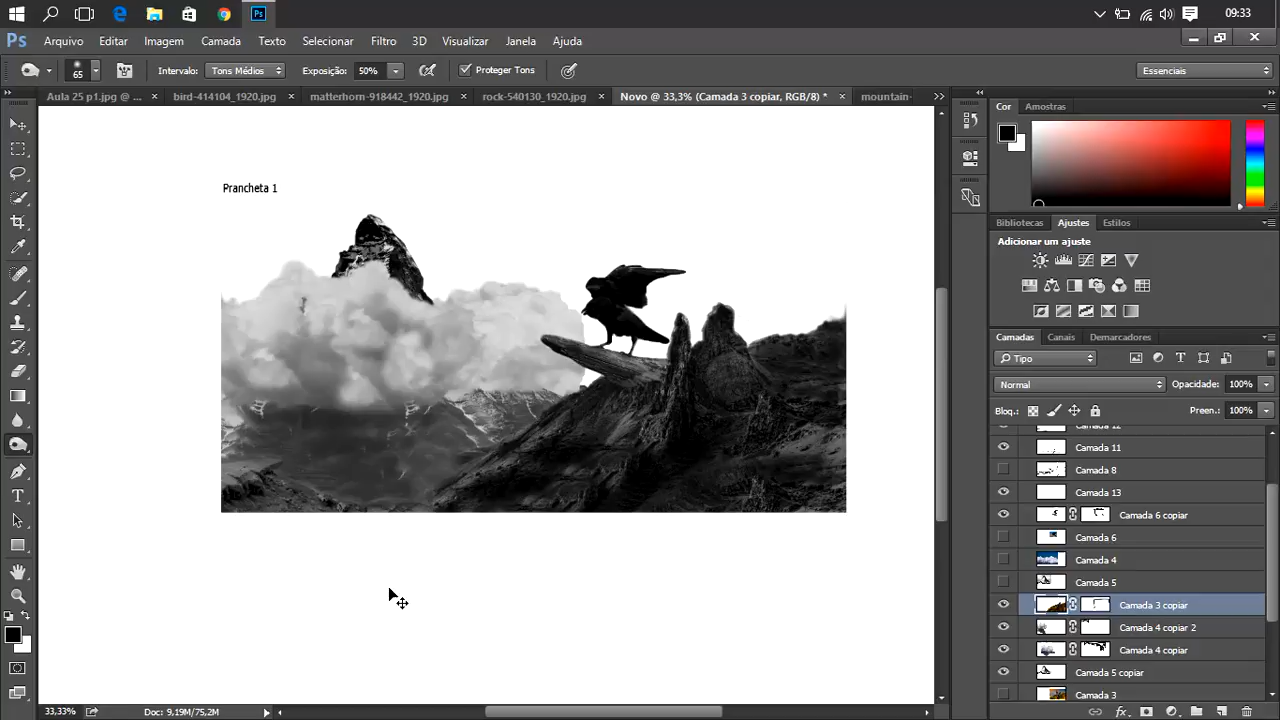 09:33
Ps Arquivo Editar Imagem Camada Texto Selecionar Filtro 3D Visualizar Janela Ajuda
65 Intervalo: Tons Médios Exposição: 50% Proteger Tons Essenciais
Aula 25 p1.jpg @ ... × bird-414104_1920.jpg × matterhorn-918442_1920.jpg × rock-540130_1920.jpg × Novo @ 33,3% (Camada 3 copiar, RGB/8) * × mountain-
Cor Amostras
Prancheta 1
Bibliotecas Ajustes Estilos
Adicionar um ajuste
Camadas Canais Demarcadores
Tipo
Normal Opacidade: 100%
Bloq.: Preen.: 100%
Camada 12
Camada 11
Camada 8
Camada 13
Camada 6 copiar
Camada 6
Camada 4
Camada 5
Camada 3 copiar
Camada 4 copiar 2
Camada 4 copiar
Camada 5 copiar
Camada 3
33,33% Doc: 9,19M/75,2M